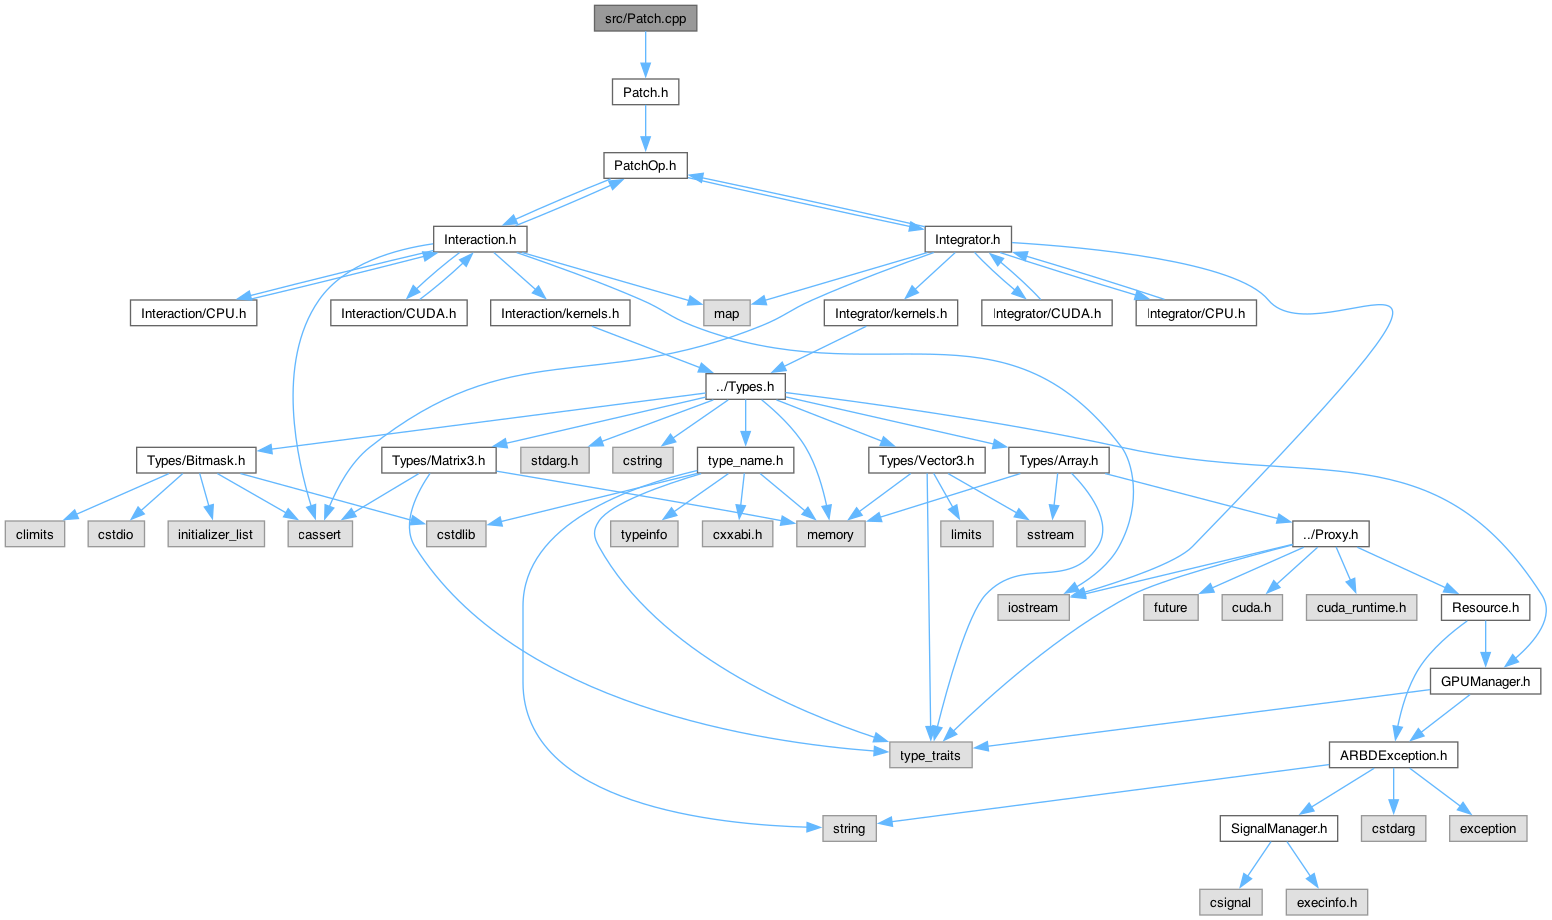 src/Patch.cpp
Patch.h
PatchOp.h
Interaction.h
Integrator.h
Interaction/CPU.h
Interaction/CUDA.h
Interaction/kernels.h
map
Integrator/kernels.h
Integrator/CUDA.h
Integrator/CPU.h
../Types.h
Types/Bitmask.h
Types/Matrix3.h
stdarg.h
cstring
type_name.h
Types/Vector3.h
Types/Array.h
climits
cstdio
initializer_list
cassert
cstdlib
typeinfo
cxxabi.h
memory
limits
sstream
../Proxy.h
iostream
future
cuda.h
cuda_runtime.h
Resource.h
GPUManager.h
type_traits
ARBDException.h
string
SignalManager.h
cstdarg
exception
csignal
execinfo.h